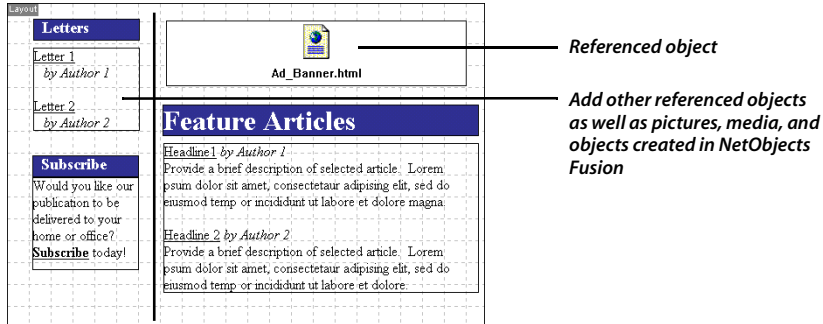 Layout
Letters
Letter 1
by Author 1
Letter 2
by Author 2
Subscribe
Would you like our
publication to be
delivered to your
home or office?
Subscribe today!
Ad_Banner.html
Feature Articles
Headline1 by Author 1
Provide a brief description of selected article. Lorem
psum dolor sit amet, consectetaur adipising elit, sed do
eiusmod temp or incididunt ut labore et dolore magna.
Headline 2 by Author 2
Provide a brief description of selected article. Lorem
psum dolor sit amet, consectetaur adipising elit, sed do
eiusmod temp or incididunt ut labore et dolore.
Referenced object
Add other referenced objects
as well as pictures, media, and
objects created in NetObjects
Fusion